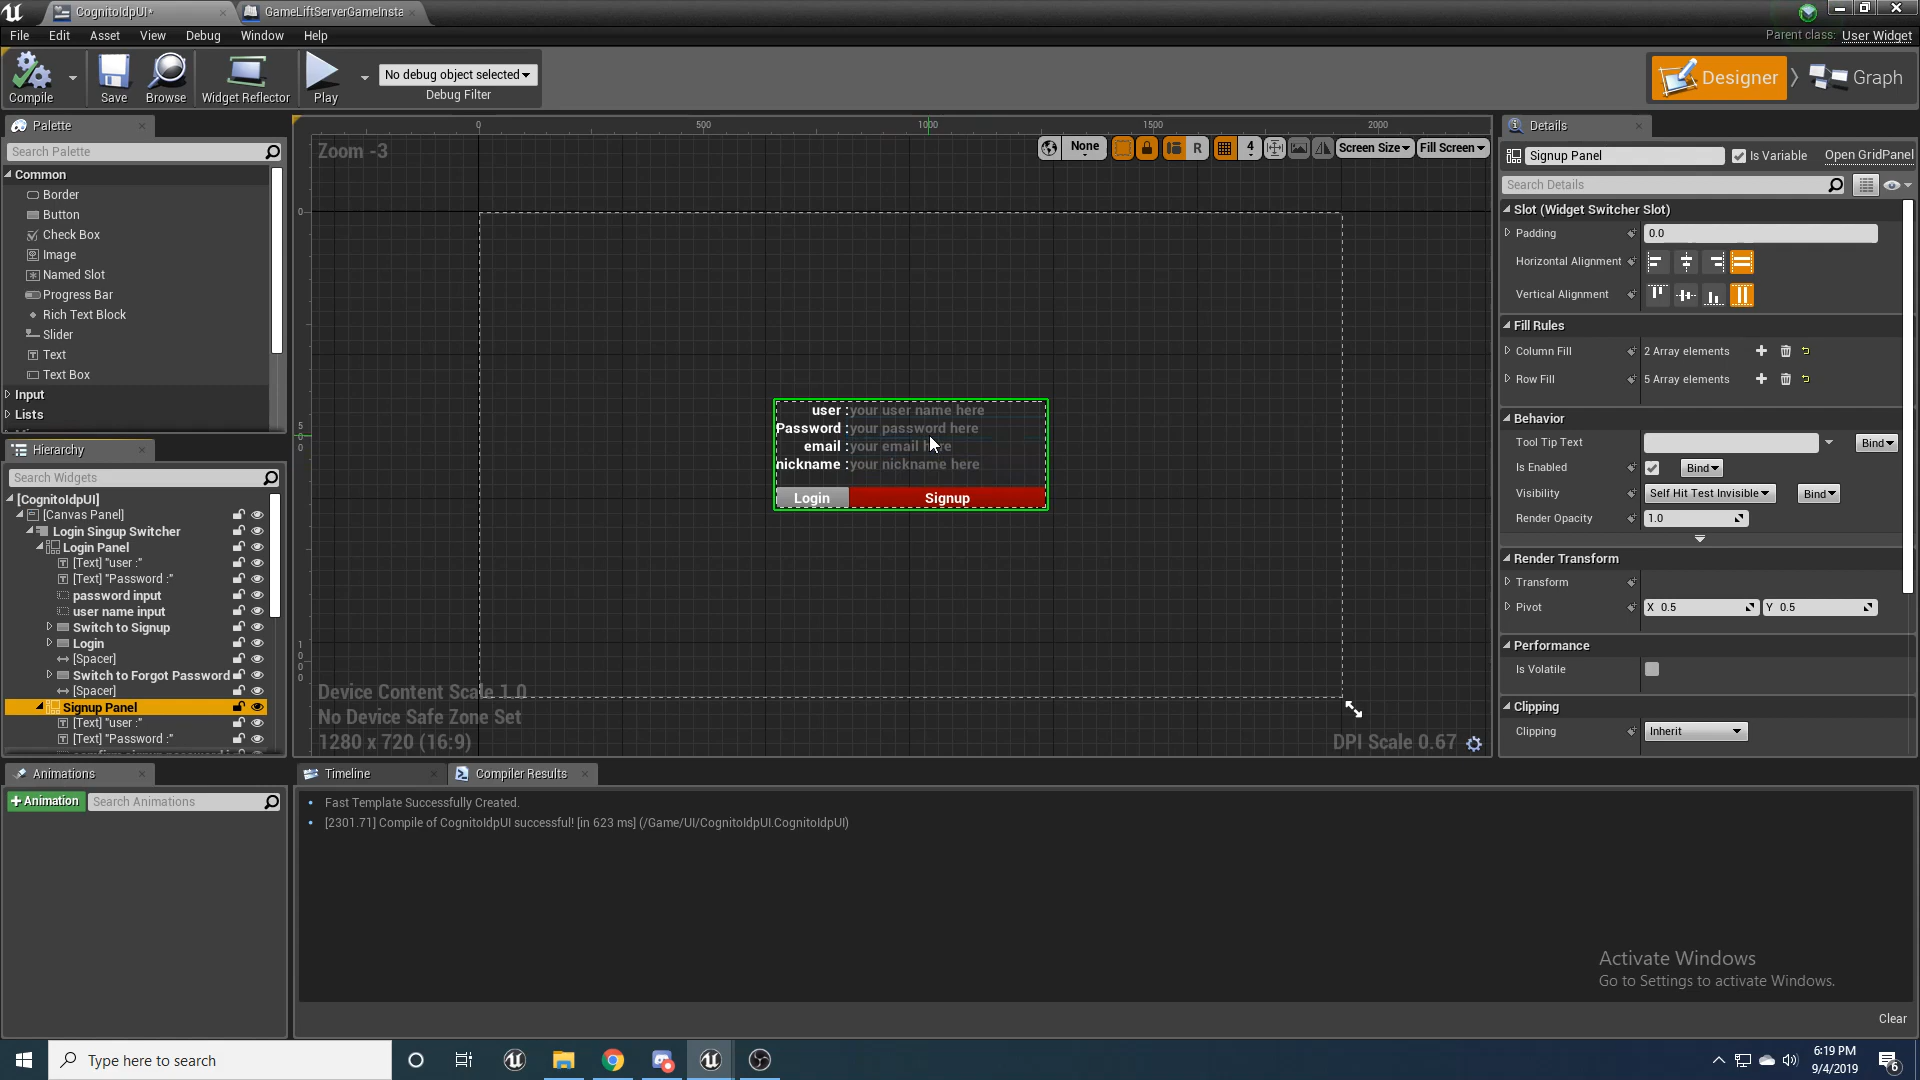 CognitoIdpUI*
GameLiftServerGameInsta
File Edit Asset View Debug Window Help
Parent class: User Widget
Compile
Save
Browse
Widget Reflector
Play
No debug object selected
Debug Filter
Designer
Graph
Palette
Search Palette
Common
Border
Button
Check Box
Image
Named Slot
Progress Bar
Rich Text Block
Slider
Text
Text Box
Input
Lists
Hierarchy
Search Widgets
[CognitoIdpUI]
[Canvas Panel]
Login Singup Switcher
Login Panel
[Text] "user :"
[Text] "Password :"
password input
user name input
Switch to Signup
Login
[Spacer]
Switch to Forgot Password
[Spacer]
Signup Panel
[Text] "user :"
[Text] "Password :"
Animations
+Animation
Search Animations
0 500 1000 1500 2000
0
500
1000
Zoom -3
None
R
4
Screen Size
Fill Screen
user : your user name here
Password : your password here
email : your email here
nickname : your nickname here
Login Signup
Device Content Scale 1.0
No Device Safe Zone Set
1280 x 720 (16:9)
DPI Scale 0.67
Timeline
Compiler Results
Fast Template Successfully Created.
[2301.71] Compile of CognitoIdpUI successful! [in 623 ms] (/Game/UI/CognitoIdpUI.CognitoIdpUI)
Clear
Details
Signup Panel
Is Variable
Open GridPanel
Search Details
Slot (Widget Switcher Slot)
Padding 0.0
Horizontal Alignment
Vertical Alignment
Fill Rules
Column Fill 2 Array elements
Row Fill 5 Array elements
Behavior
Tool Tip Text Bind
Is Enabled Bind
Visibility Self Hit Test Invisible Bind
Render Opacity 1.0
Render Transform
Transform
Pivot X 0.5 Y 0.5
Performance
Is Volatile
Clipping
Clipping Inherit
Activate Windows
Go to Settings to activate Windows.
Type here to search
6:19 PM
9/4/2019
6